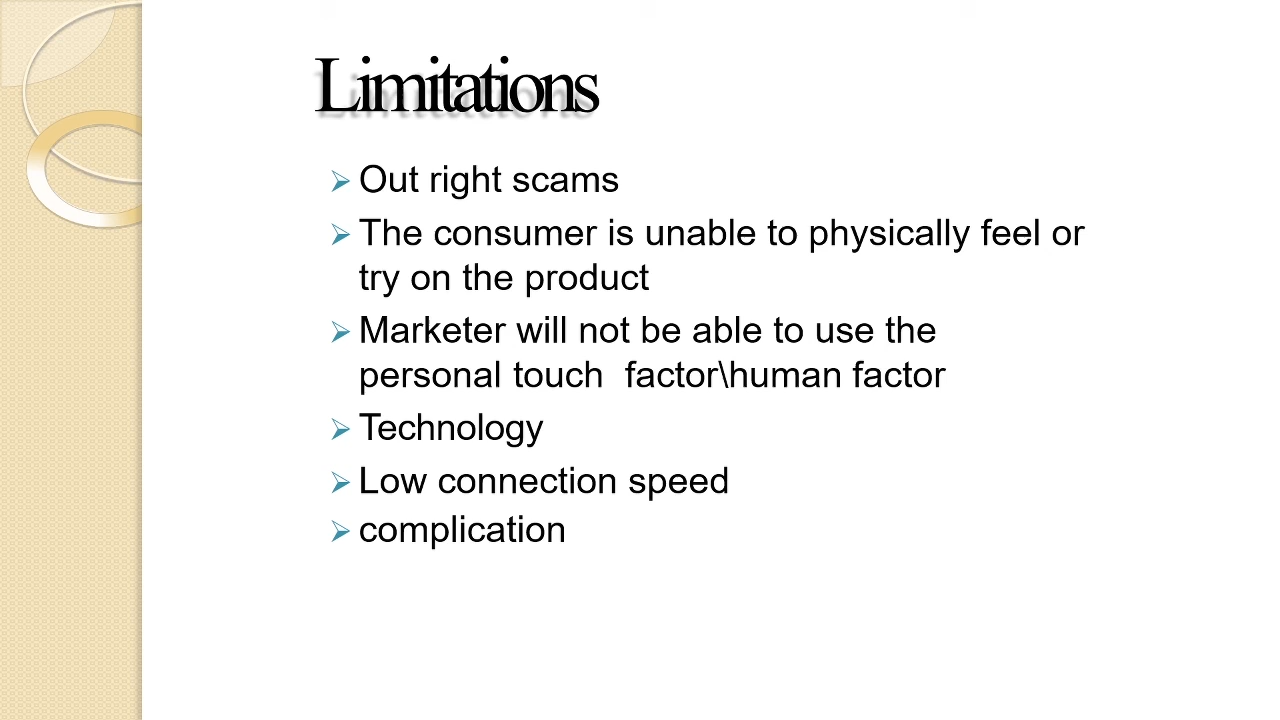 Limitations
Out right scams
The consumer is unable to physically feel or
try on the product
Marketer will not be able to use the
personal touch  factor\human factor
Technology
Low connection speed
complication